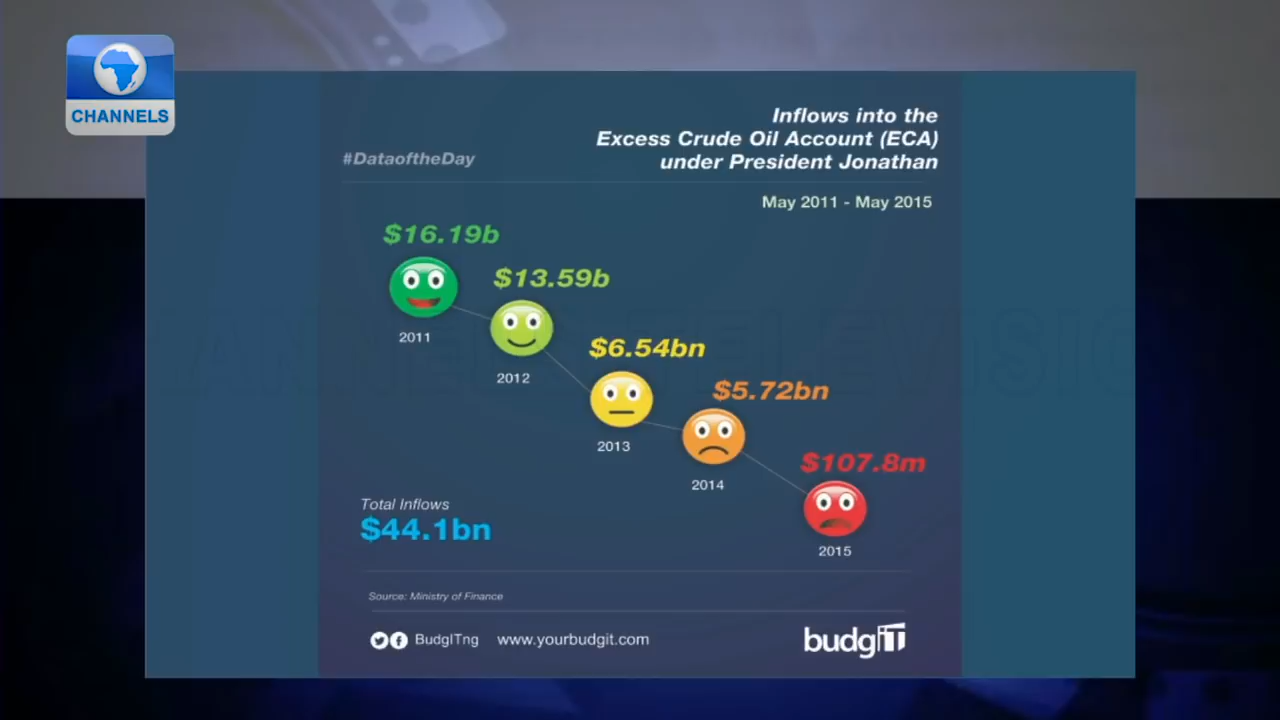 CHANNELS
Inflows into the
Excess Crude Oil Account (ECA)
under President Jonathan
#DataoftheDay
May 2011 - May 2015
$16.19b
2011
$13.59b
2012
$6.54bn
2013
$5.72bn
2014
$107.8m
2015
Total Inflows
$44.1bn
Source: Ministry of Finance
BudgITng www.yourbudgit.com
budgIT